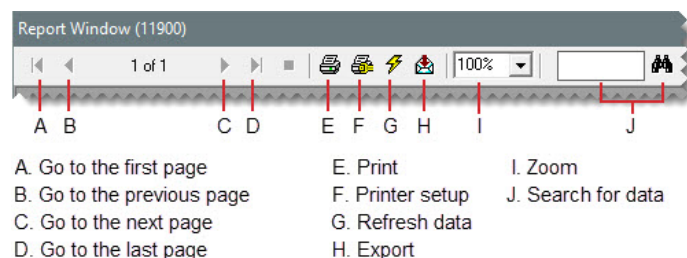 Report Window (11900)
1 of 1 100%
A B C D E F G H I J
A. Go to the first page
B. Go to the previous page
C. Go to the next page
D. Go to the last page
E. Print
F. Printer setup
G. Refresh data
H. Export
I. Zoom
J. Search for data